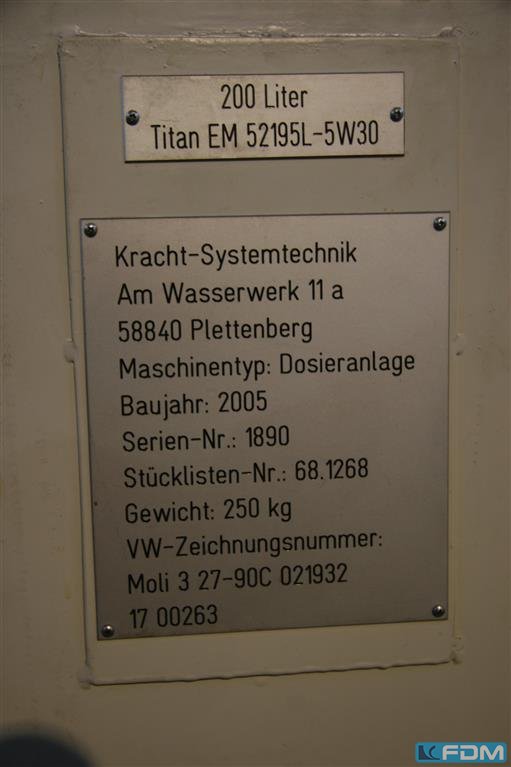 200 Liter
Titan EM 52195L-5W30
Kracht-Systemtechnik
Am Wasserwerk 11 a
58840 Plettenberg
Maschinentyp: Dosieranlage
Baujahr: 2005
Serien-Nr.: 1890
Stücklisten-Nr.: 68.1268
Gewicht: 250 kg
VW-Zeichnungsnummer:
Moli 3 27-90C 021932
17 00263
FDM